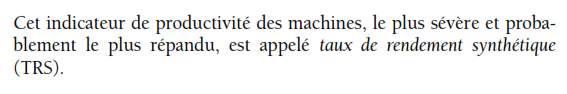 Cet indicateur de productivité des machines, le plus sévère et proba-
blement le plus répandu, est appelé taux de rendement synthétique
(TRS).